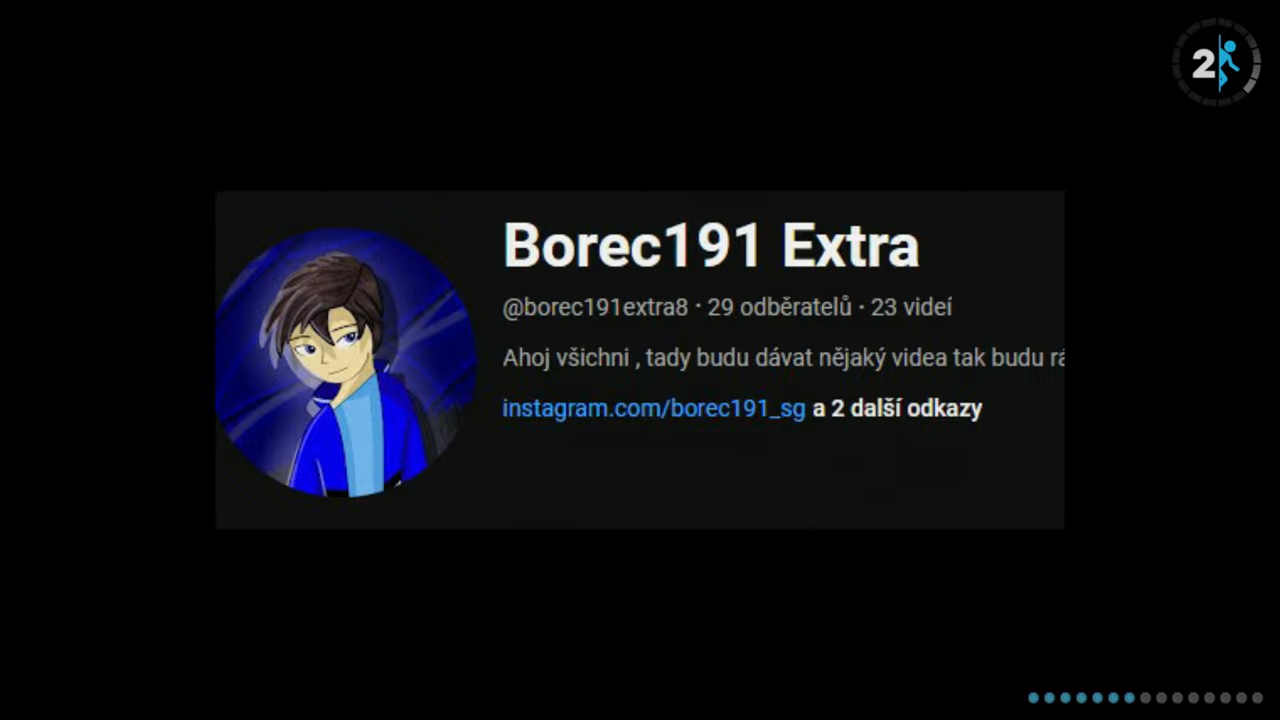 2
Borec191 Extra
@borec191extra8 · 29 odběratelů · 23 videí
Ahoj všichni , tady budu dávat nějaký videa tak budu rá
instagram.com/borec191_sg a 2 další odkazy